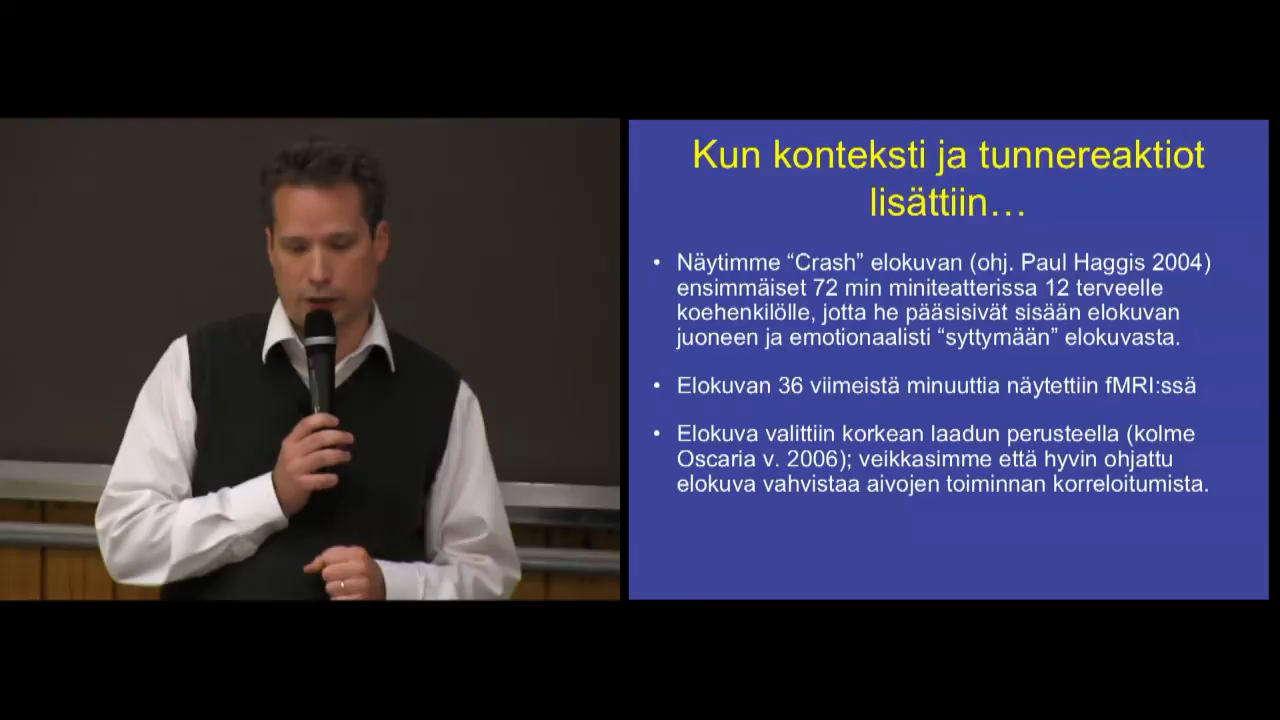 Kun konteksti ja tunnereaktiot
lisättiin…
• Näytimme “Crash” elokuvan (ohj. Paul Haggis 2004)
ensimmäiset 72 min miniteatterissa 12 terveelle
koehenkilölle, jotta he pääsisivät sisään elokuvan
juoneen ja emotionaalisti “syttymään” elokuvasta.
• Elokuvan 36 viimeistä minuuttia näytettiin fMRI:ssä
• Elokuva valittiin korkean laadun perusteella (kolme
Oscaria v. 2006); veikkasimme että hyvin ohjattu
elokuva vahvistaa aivojen toiminnan korreloitumista.